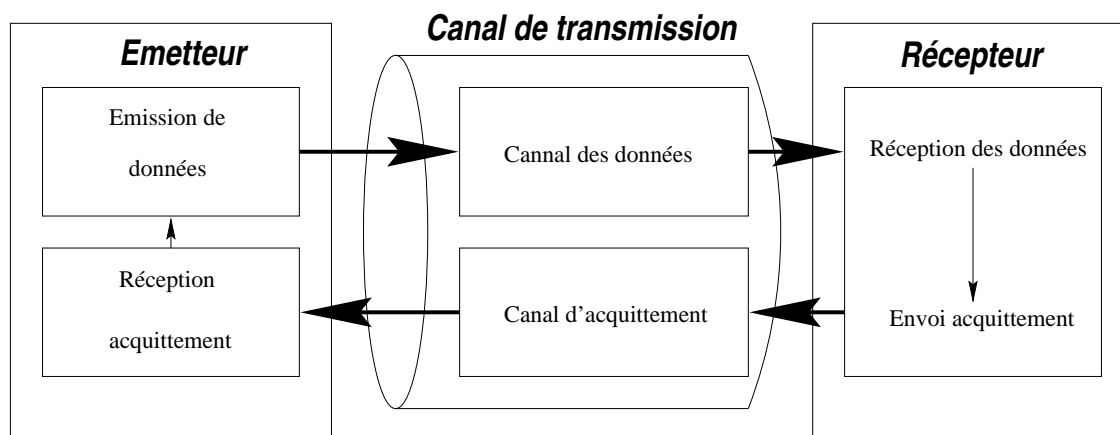 Emetteur
Canal de transmission
Récepteur
Emission de
données
Cannal des données
Réception des données
Réception
acquittement
Canal d'acquittement
Envoi acquittement